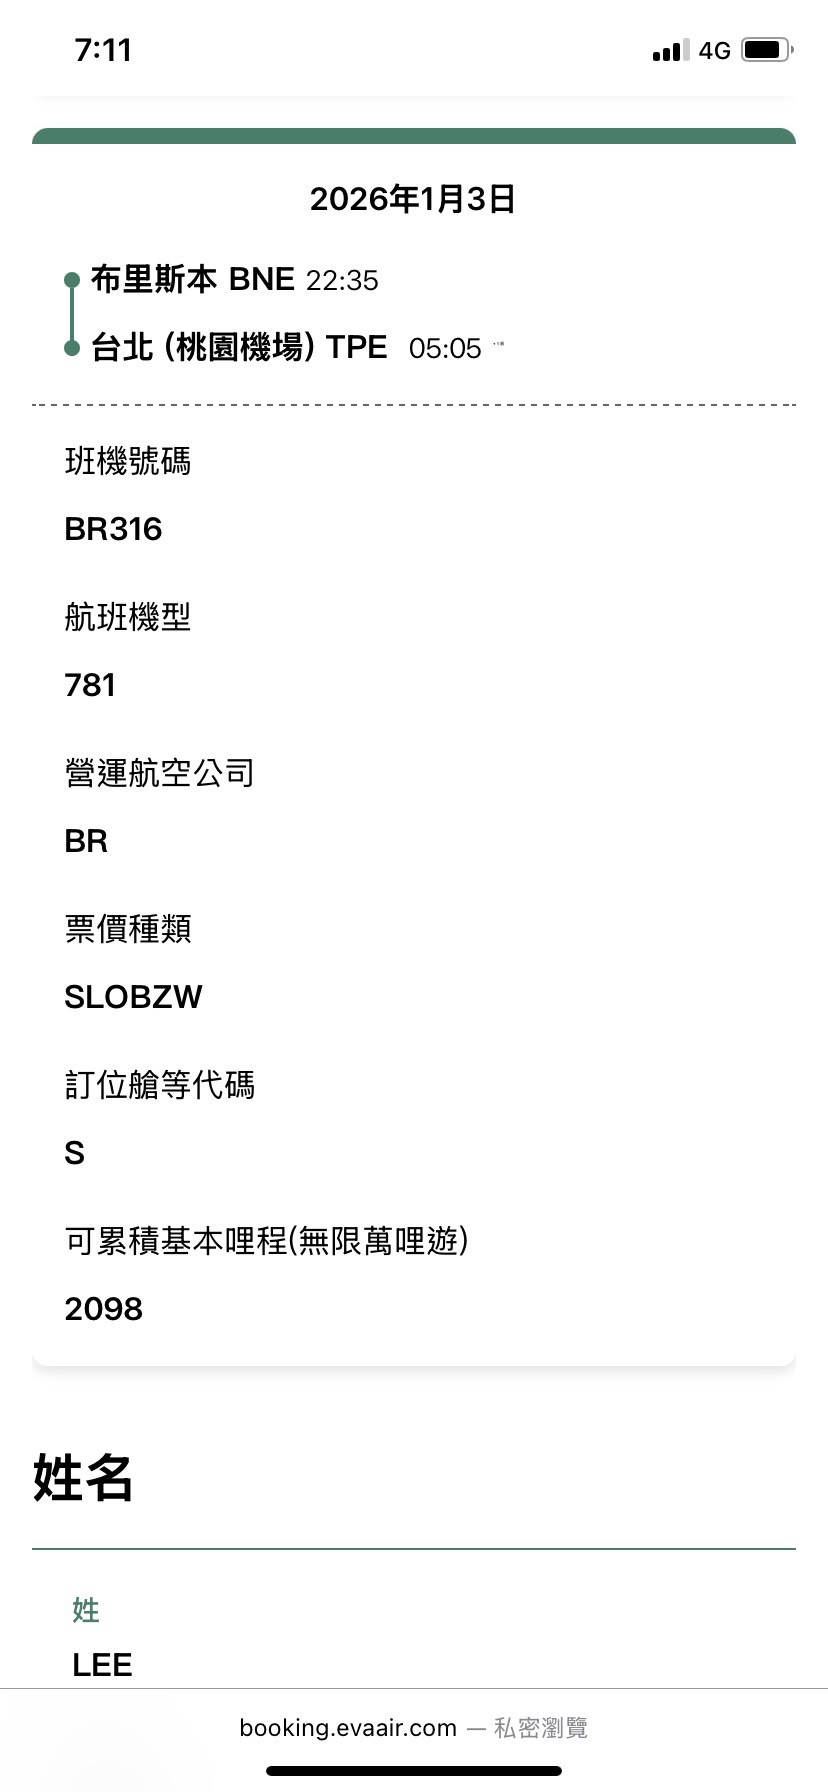 7:11
4G
2026年1月3日
布里斯本 BNE 22:35
台北 (桃園機場) TPE 05:05
班機號碼
BR316
航班機型
781
營運航空公司
BR
票價種類
SLOBZW
訂位艙等代碼
S
可累積基本哩程(無限萬哩遊)
2098
姓名
姓
LEE
booking.evaair.com — 私密瀏覽